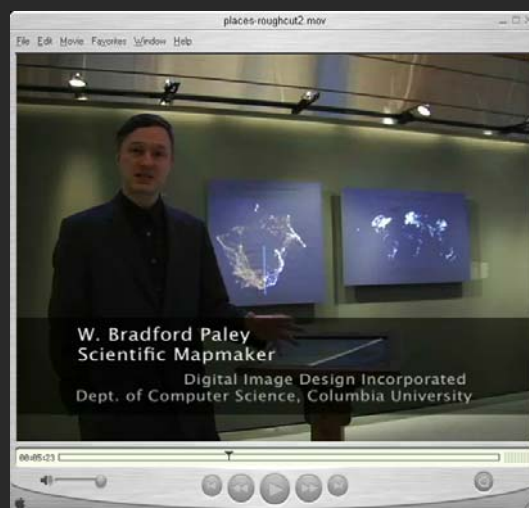 places-roughcut2.mov
File Edit Movie Favorites Window Help
W. Bradford Paley
Scientific Mapmaker
Digital Image Design Incorporated
Dept. of Computer Science, Columbia University
00:05:23